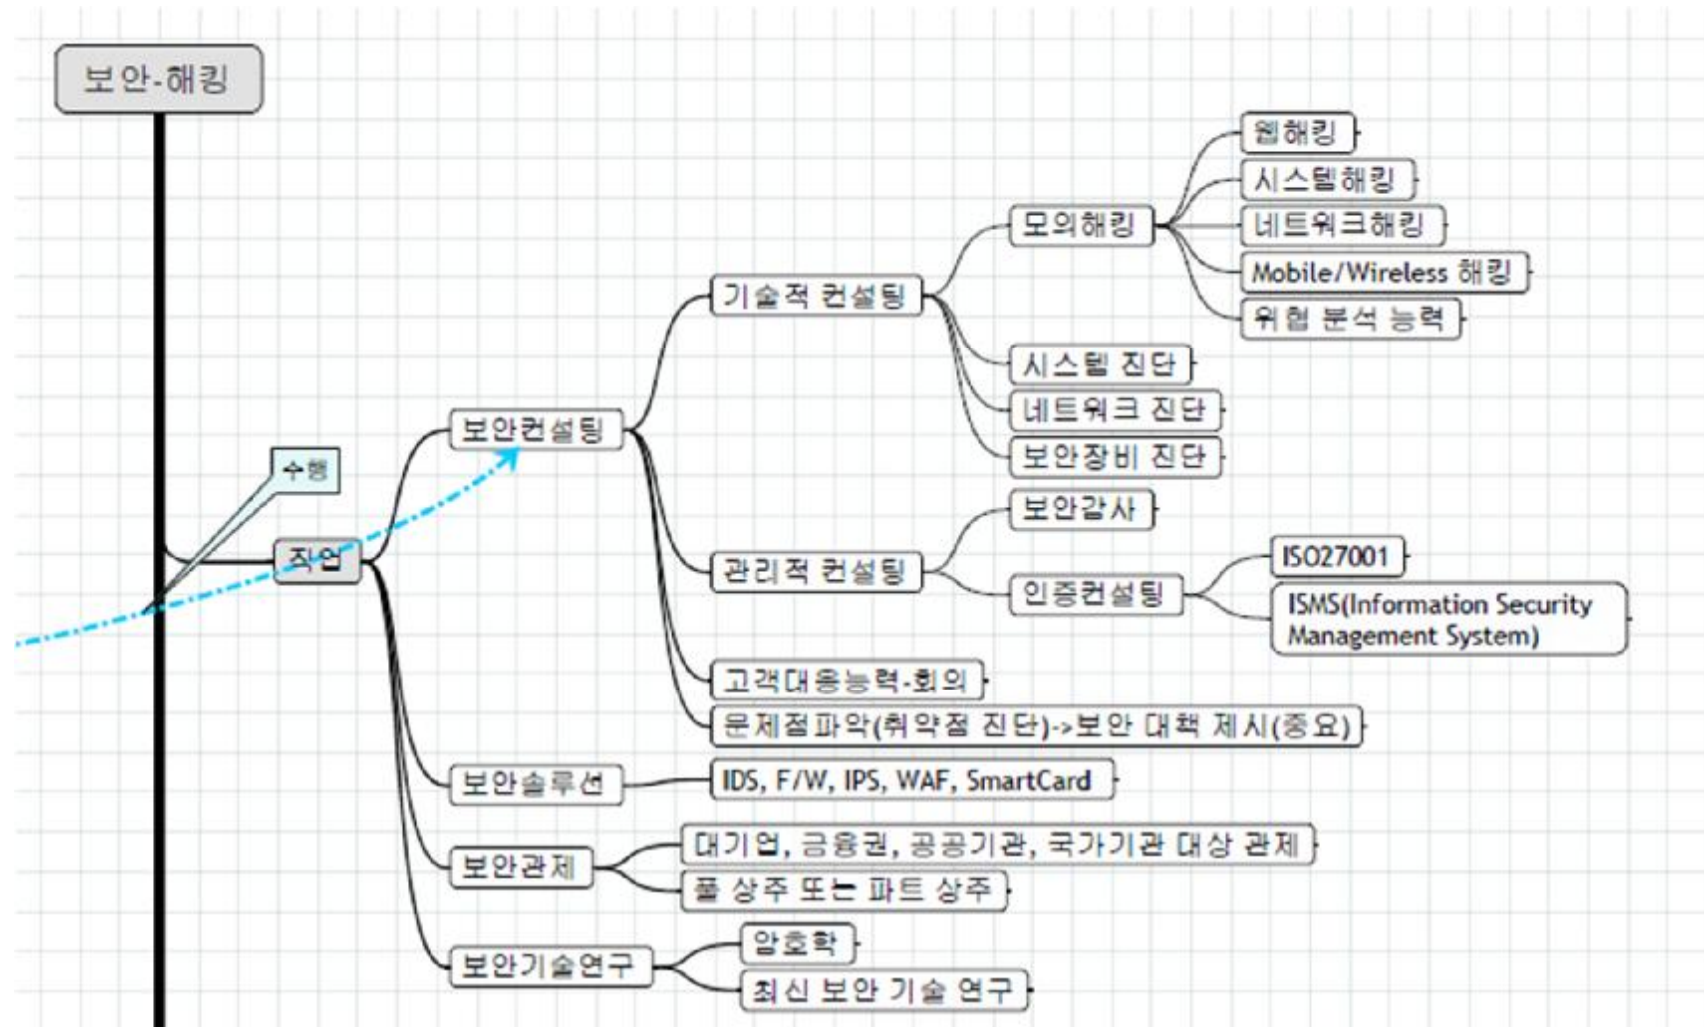 보안-해킹
웹해킹
시스템해킹
모의해킹
네트워크해킹
Mobile/Wireless 해킹
기술적 컨설팅
위협 분석 능력
시스템 진단
네트워크 진단
보안컨설팅
보안장비 진단
수행
보안감사
직업
관리적 컨설팅
ISO27001
인증컨설팅
ISMS(Information Security
Management System)
고객대응능력-회의
문제점파악(취약점 진단)->보안 대책 제시(중요)
보안솔루션
IDS, F/W, IPS, WAF, SmartCard
대기업, 금융권, 공공기관, 국가기관 대상 관제
보안관제
풀 상주 또는 파트 상주
암호학
보안기술연구
최신 보안 기술 연구